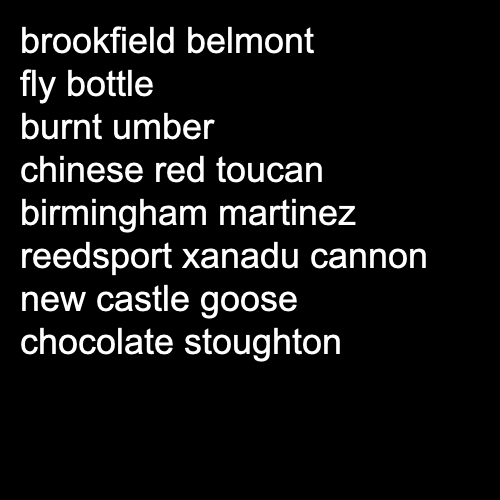 brookfield belmont
fly bottle
burnt umber
chinese red toucan
birmingham martinez
reedsport xanadu cannon
new castle goose
chocolate stoughton